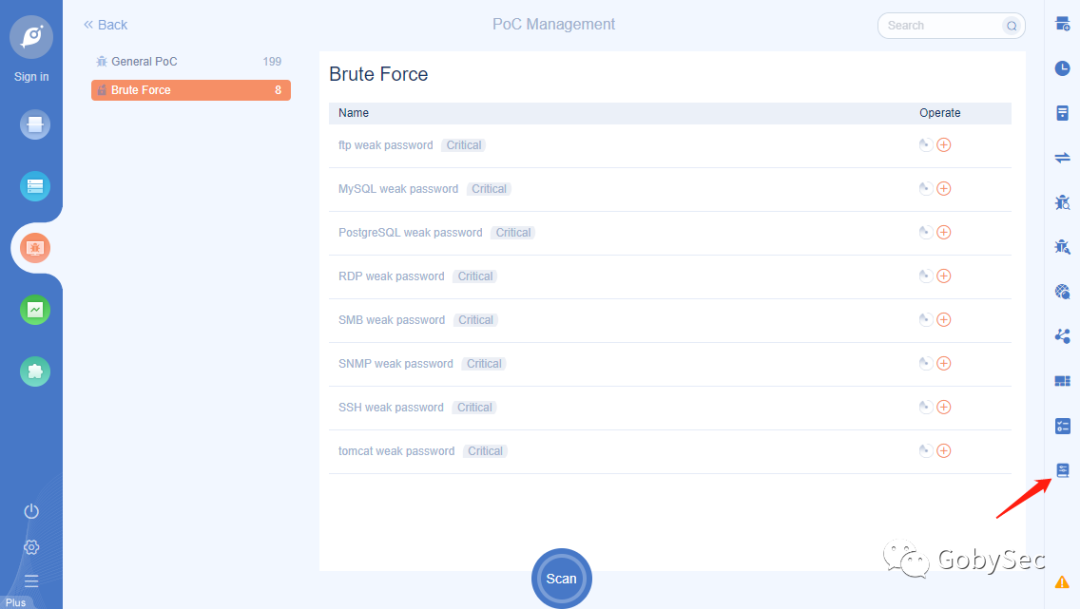 Sign in
Plus
Back
PoC Management
Search
General PoC 199
Brute Force 8
Brute Force
Name Operate
ftp weak password Critical
MySQL weak password Critical
PostgreSQL weak password Critical
RDP weak password Critical
SMB weak password Critical
SNMP weak password Critical
SSH weak password Critical
tomcat weak password Critical
Scan
GobySec